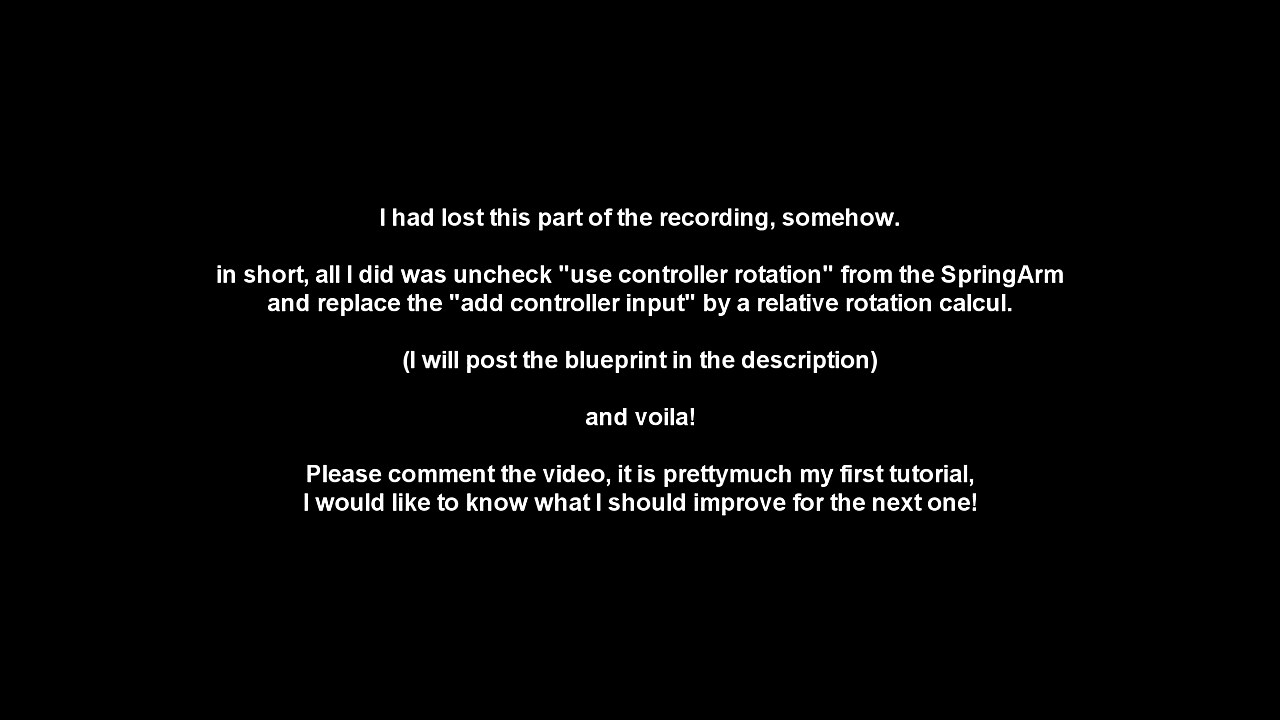 I had lost this part of the recording, somehow.
in short, all I did was uncheck "use controller rotation" from the SpringArm
and replace the "add controller input" by a relative rotation calcul.
(I will post the blueprint in the description)
and voila!
Please comment the video, it is prettymuch my first tutorial,
I would like to know what I should improve for the next one!